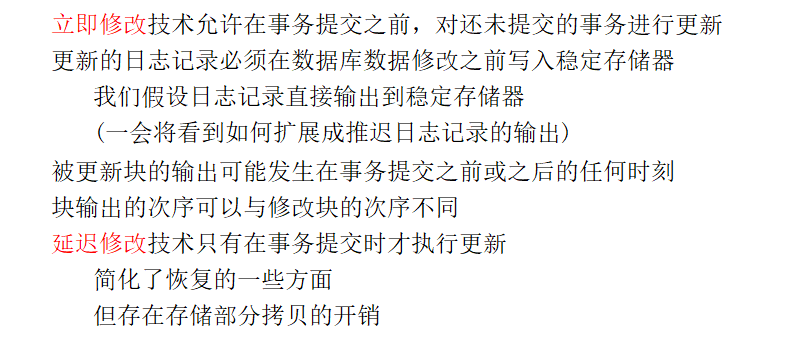 立即修改技术允许在事务提交之前，对还未提交的事务进行更新
更新的日志记录必须在数据库数据修改之前写入稳定存储器
我们假设日志记录直接输出到稳定存储器
(一会将看到如何扩展成推迟日志记录的输出)
被更新块的输出可能发生在事务提交之前或之后的任何时刻
块输出的次序可以与修改块的次序不同
延迟修改技术只有在事务提交时才执行更新
简化了恢复的一些方面
但存在存储部分拷贝的开销